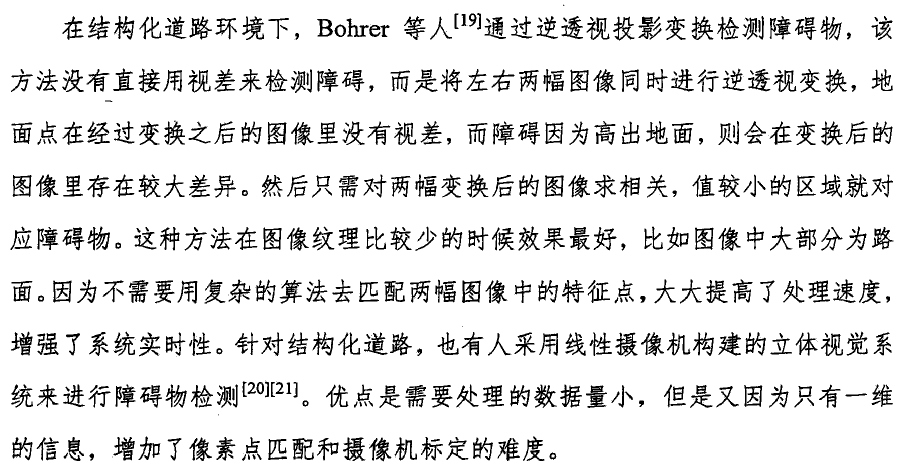 在结构化道路环境下，Bohrer 等人[19]通过逆透视投影变换检测障碍物，该
方法没有直接用视差来检测障碍，而是将左右两幅图像同时进行逆透视变换，地
面点在经过变换之后的图像里没有视差，而障碍因为高出地面，则会在变换后的
图像里存在较大差异。然后只需对两幅变换后的图像求相关，值较小的区域就对
应障碍物。这种方法在图像纹理比较少的时候效果最好，比如图像中大部分为路
面。因为不需要用复杂的算法去匹配两幅图像中的特征点，大大提高了处理速度，
增强了系统实时性。针对结构化道路，也有人采用线性摄像机构建的立体视觉系
统来进行障碍物检测[20][21]。优点是需要处理的数据量小，但是又因为只有一维
的信息，增加了像素点匹配和摄像机标定的难度。